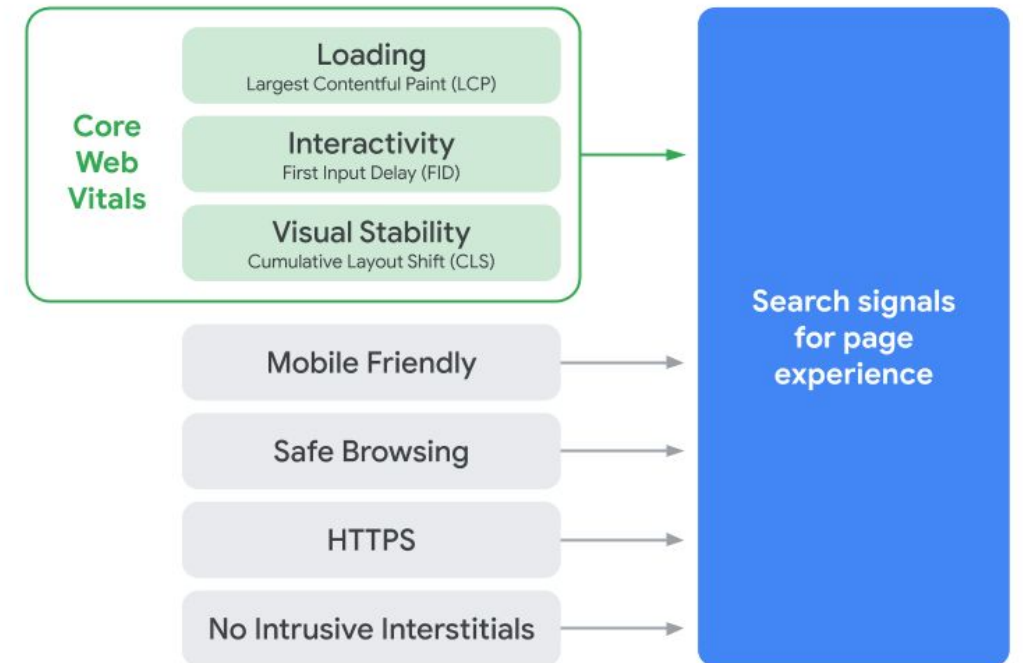 Core
Web
Vitals
Loading
Largest Contentful Paint (LCP)
Interactivity
First Input Delay (FID)
Visual Stability
Cumulative Layout Shift (CLS)
Mobile Friendly
Safe Browsing
HTTPS
No Intrusive Interstitials
Search signals
for page
experience